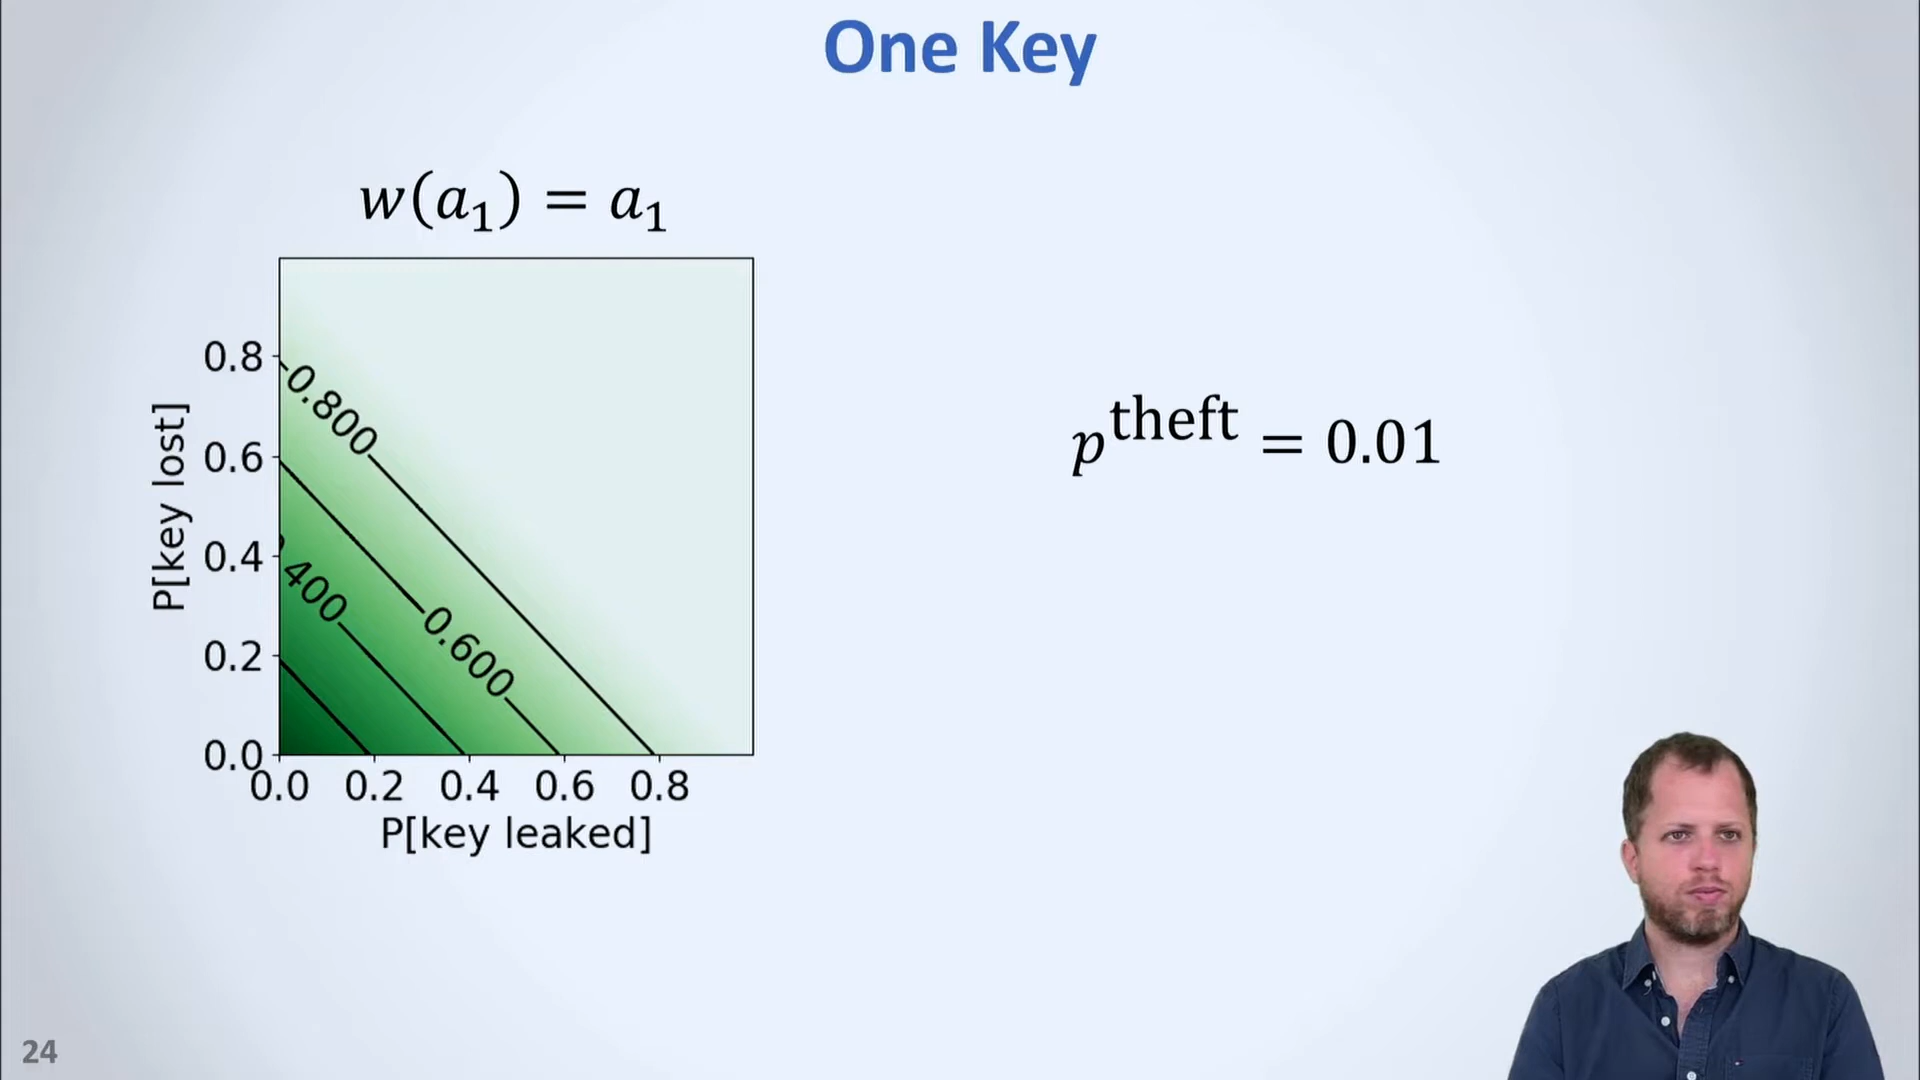 One Key
w(a₁) = a₁
0.8
0.6
0.4
0.2
0.0
P[key lost]
0.800
0.600
400
0.0 0.2 0.4 0.6 0.8
P[key leaked]
p^theft = 0.01
24